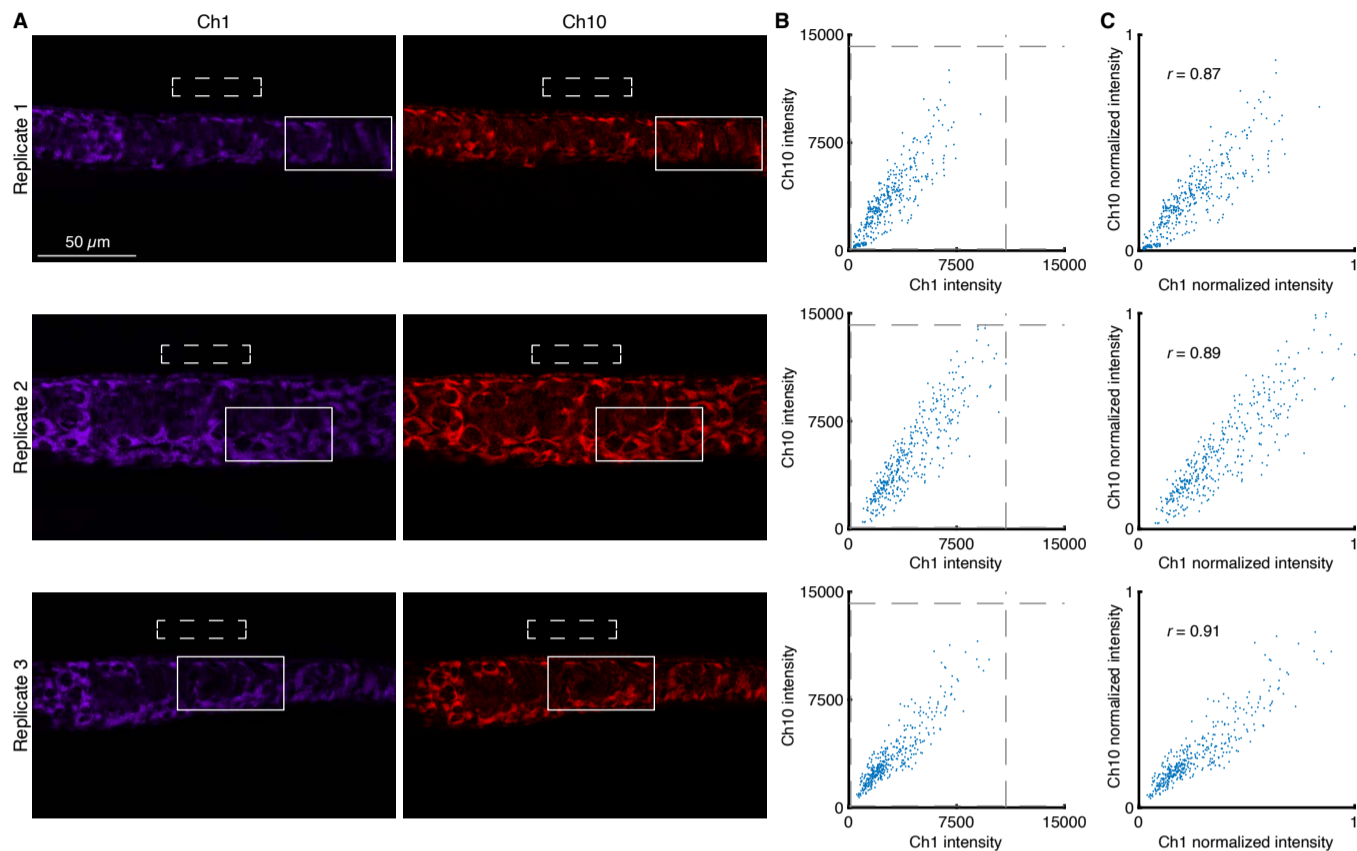 A
Ch1
Ch10
B
C
Replicate 1
50 μm
15000
7500
0
Ch10 intensity
0
7500
15000
Ch1 intensity
1
0
Ch10 normalized intensity
r = 0.87
0
1
Ch1 normalized intensity
Replicate 2
15000
7500
0
Ch10 intensity
0
7500
15000
Ch1 intensity
1
0
Ch10 normalized intensity
r = 0.89
0
1
Ch1 normalized intensity
Replicate 3
15000
7500
0
Ch10 intensity
0
7500
15000
Ch1 intensity
1
0
Ch10 normalized intensity
r = 0.91
0
1
Ch1 normalized intensity